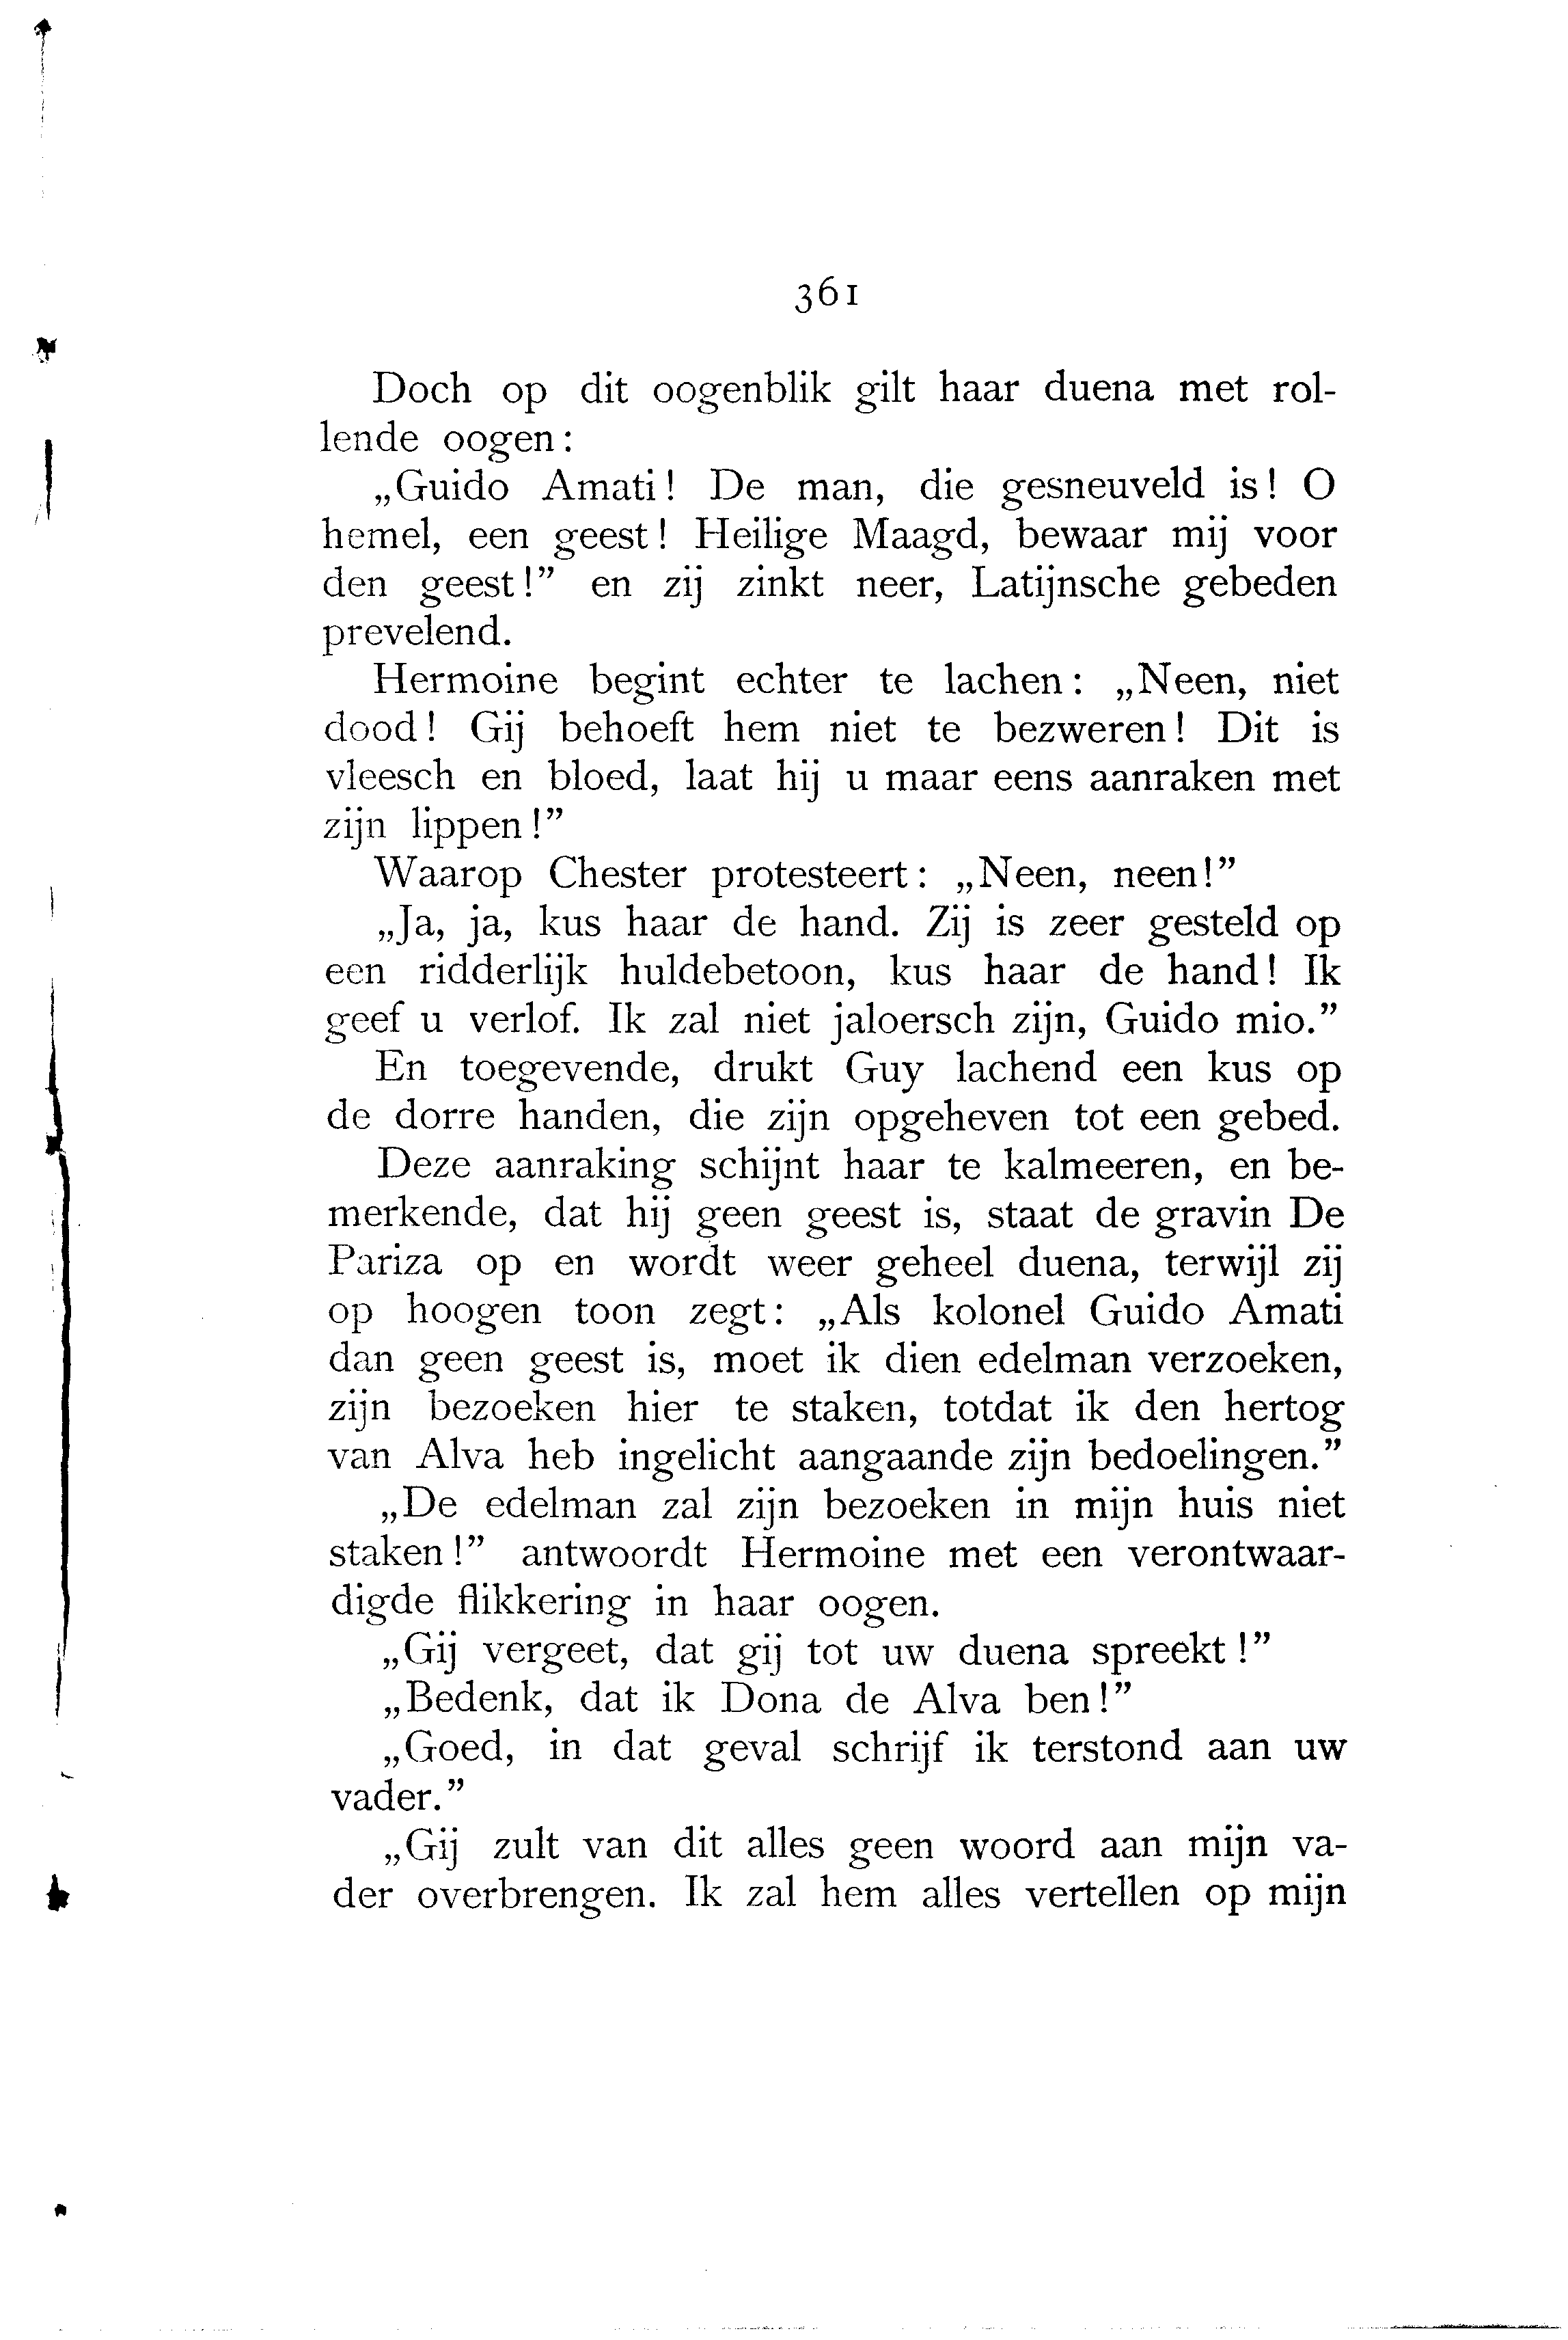 361
Doch op dit oogenblik gilt haar duena met rol-
lende oogen:
„Guido Amati! De man, die gesneuveld is! O
hemel, een geest! Heilige Maagd, bewaar mij voor
den geest!” en zij zinkt neer, Latijnsche gebeden
prevelend.
Hermoine begint echter te lachen: „Neen, niet
dood! Gij behoeft hem niet te bezweren! Dit is
vleesch en bloed, laat hij u maar eens aanraken met
zijn lippen!”
Waarop Chester protesteert: „Neen, neen!”
„Ja, ja, kus haar de hand. Zij is zeer gesteld op
een ridderlijk huldebetoon, kus haar de hand! Ik
geef u verlof. Ik zal niet jaloersch zijn, Guido mio.”
En toegevende, drukt Guy lachend een kus op
de dorre handen, die zijn opgeheven tot een gebed.
Deze aanraking schijnt haar te kalmeeren, en be-
merkende, dat hij geen geest is, staat de gravin De
Pariza op en wordt weer geheel duena, terwijl zij
op hoogen toon zegt: „Als kolonel Guido Amati
dan geen geest is, moet ik dien edelman verzoeken,
zijn bezoeken hier te staken, totdat ik den hertog
van Alva heb ingelicht aangaande zijn bedoelingen.”
„De edelman zal zijn bezoeken in mijn huis niet
staken!” antwoordt Hermoine met een verontwaar-
digde flikkering in haar oogen.
„Gij vergeet, dat gij tot uw duena spreekt!”
„Bedenk, dat ik Dona de Alva ben!”
„Goed, in dat geval schrijf ik terstond aan uw
vader.”
„Gij zult van dit alles geen woord aan mijn va-
der overbrengen. Ik zal hem alles vertellen op mijn